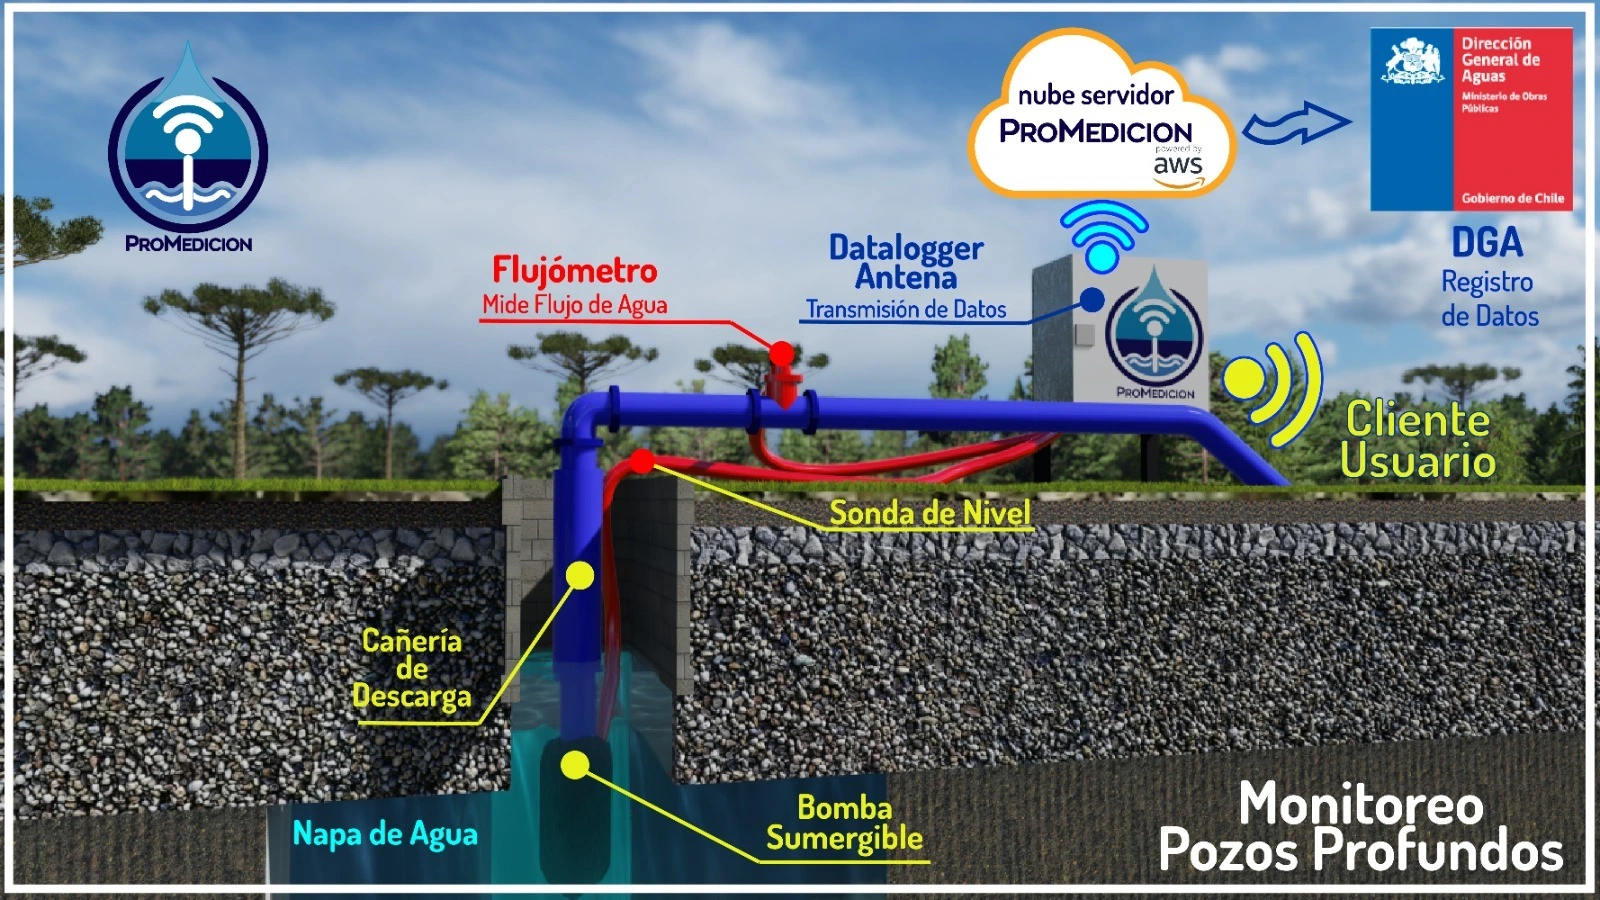 PROMEDICION
nube servidor
PROMEDICION
powered by
aws
Dirección
General de
Aguas
Ministerio de Obras
Públicas
Gobierno de Chile
DGA
Registro
de Datos
Flujómetro
Mide Flujo de Agua
Datalogger
Antena
Transmisión de Datos
PROMEDICION
Cliente
Usuario
Sonda de Nivel
Cañería
de
Descarga
Napa de Agua
Bomba
Sumergible
Monitoreo
Pozos Profundos